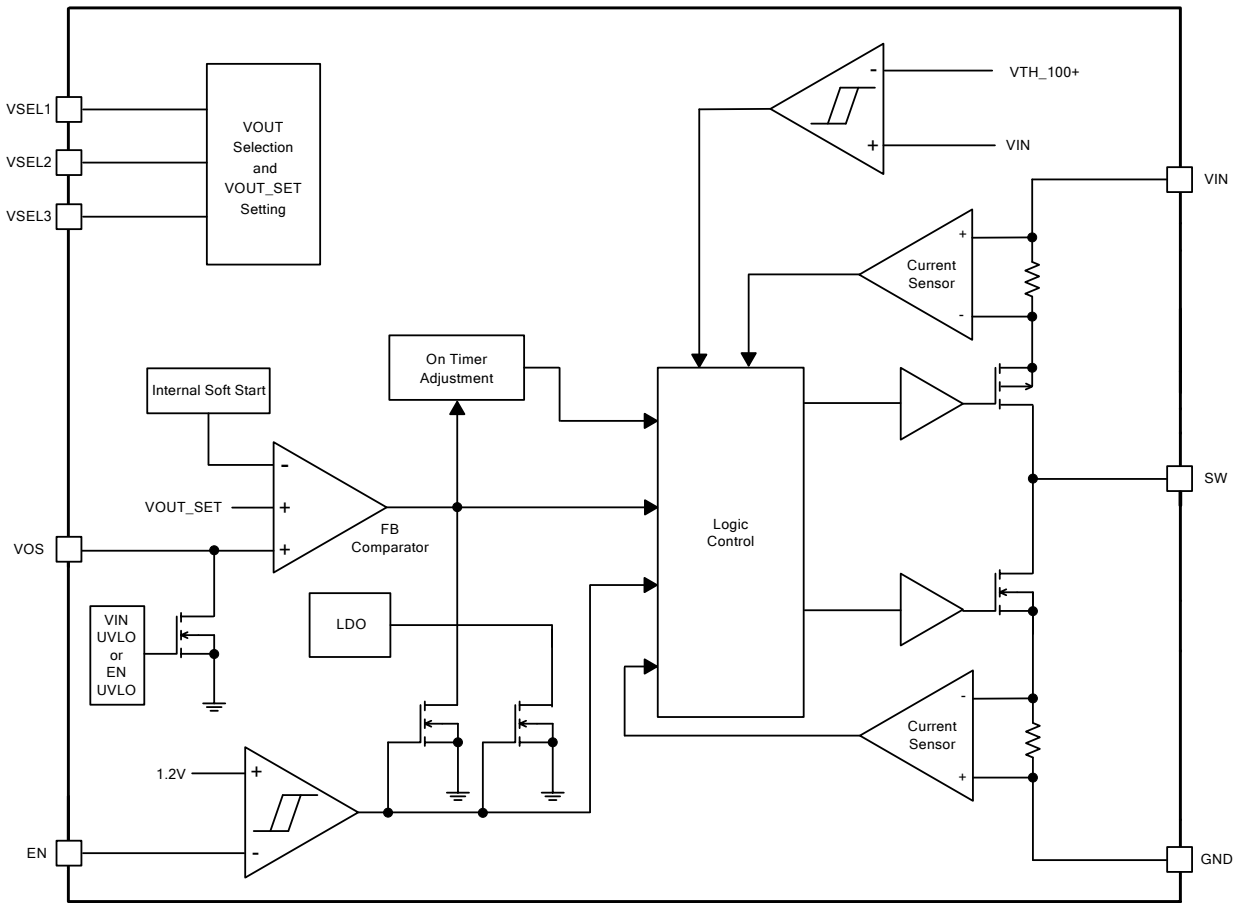 VSEL1
VSEL2
VSEL3
VOUT
Selection
and
VOUT_SET
Setting
-
VTH_100+
+
VIN
VIN
+
Current
Sensor
-
On Timer
Adjustment
Internal Soft Start
-
VOUT_SET
+
VOS
+
FB
Comparator
Logic
Control
SW
VIN
UVLO
or
EN
UVLO
LDO
-
Current
Sensor
+
1.2V
+
EN
-
GND